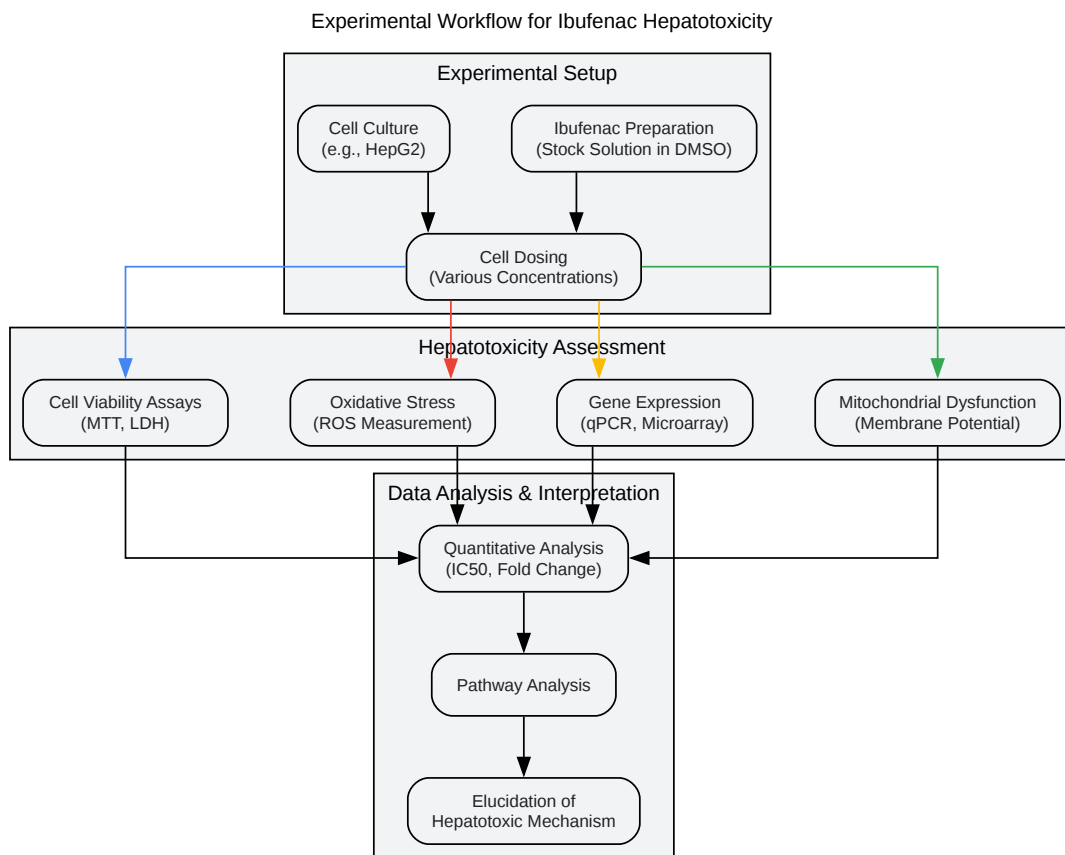 Experimental Workflow for Ibufenac Hepatotoxicity
Experimental Setup
Cell Culture
(e.g., HepG2)
Ibufenac Preparation
(Stock Solution in DMSO)
Cell Dosing
(Various Concentrations)
Hepatotoxicity Assessment
Cell Viability Assays
(MTT, LDH)
Oxidative Stress
(ROS Measurement)
Gene Expression
(qPCR, Microarray)
Mitochondrial Dysfunction
(Membrane Potential)
Data Analysis & Interpretation
Quantitative Analysis
(IC50, Fold Change)
Pathway Analysis
Elucidation of
Hepatotoxic Mechanism